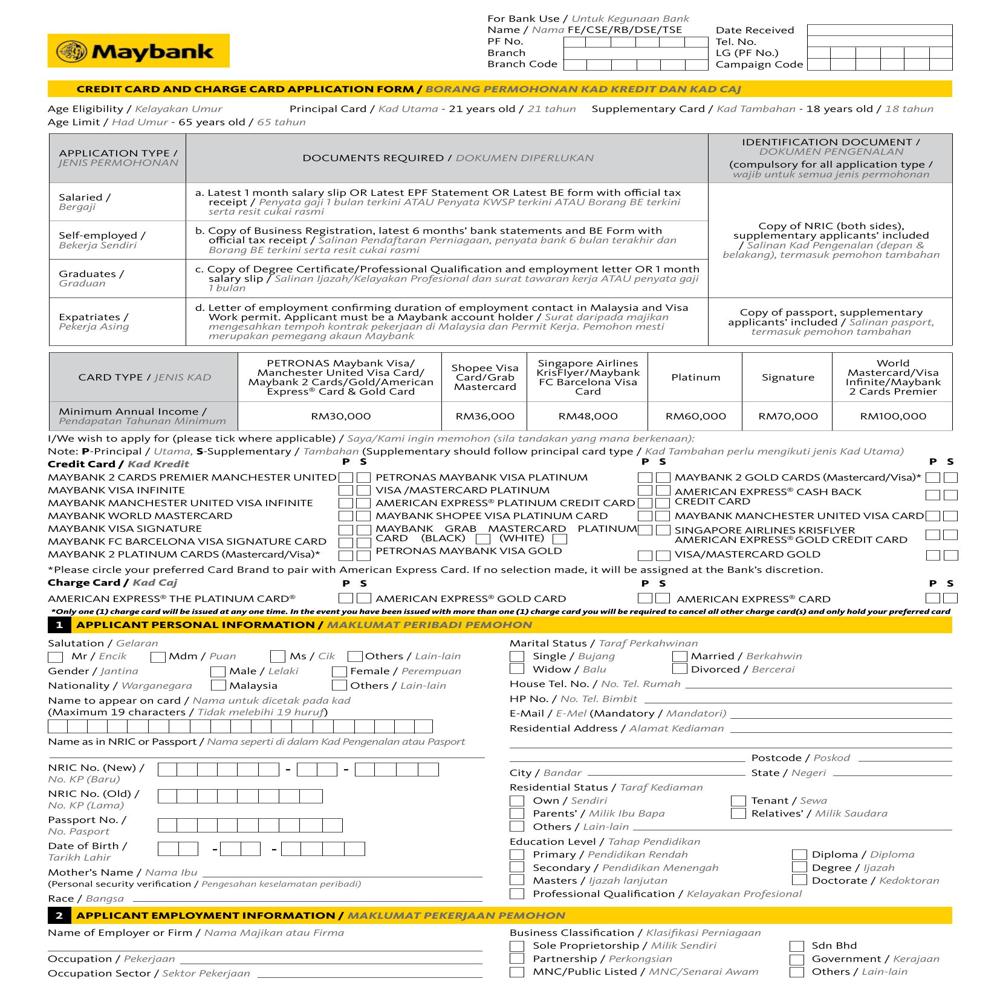 Maybank
For Bank Use / Untuk Kegunaan Bank
Name / Nama FE/CSE/RB/DSE/TSE
PF No.
Branch
Branch Code
Date Received
Tel. No.
LG (PF No.)
Campaign Code
CREDIT CARD AND CHARGE CARD APPLICATION FORM / BORANG PERMOHONAN KAD KREDIT DAN KAD CAJ
Age Eligibility / Kelayakan Umur Principal Card / Kad Utama - 21 years old / 21 tahun Supplementary Card / Kad Tambahan - 18 years old / 18 tahun
Age Limit / Had Umur - 65 years old / 65 tahun
APPLICATION TYPE /
JENIS PERMOHONAN
DOCUMENTS REQUIRED / DOKUMEN DIPERLUKAN
IDENTIFICATION DOCUMENT /
DOKUMEN PENGENALAN
(compulsory for all application type /
wajib untuk semua jenis permohonan
Salaried /
Bergaji
a. Latest 1 month salary slip OR Latest EPF Statement OR Latest BE form with official tax
receipt / Penyata gaji 1 bulan terkini ATAU Penyata KWSP terkini ATAU Borang BE terkini
serta resit cukai rasmi
Self-employed /
Bekerja Sendiri
b. Copy of Business Registration, latest 6 months' bank statements and BE Form with
official tax receipt / Salinan Pendaftaran Perniagaan, penyata bank 6 bulan terakhir dan
Borang BE terkini serta resit cukai rasmi
Graduates /
Graduan
c. Copy of Degree Certificate/Professional Qualification and employment letter OR 1 month
salary slip / Salinan Ijazah/Kelayakan Profesional dan surat tawaran kerja ATAU penyata gaji
1 bulan
Copy of NRIC (both sides),
supplementary applicants' included
/ Salinan Kad Pengenalan (depan &
belakang), termasuk pemohon tambahan
Expatriates /
Pekerja Asing
d. Letter of employment confirming duration of employment contact in Malaysia and Visa
Work permit. Applicant must be a Maybank account holder / Surat daripada majikan
mengesahkan tempoh kontrak pekerjaan di Malaysia dan Permit Kerja. Pemohon mesti
merupakan pemegang akaun Maybank
Copy of passport, supplementary
applicants' included / Salinan pasport,
termasuk pemohon tambahan
CARD TYPE / JENIS KAD
PETRONAS Maybank Visa/
Manchester United Visa Card/
Maybank 2 Cards/Gold/American
Express® Card & Gold Card
Shopee Visa
Card/Grab
Mastercard
Singapore Airlines
KrisFlyer/Maybank
FC Barcelona Visa
Card
Platinum
Signature
World
Mastercard/Visa
Infinite/Maybank
2 Cards Premier
Minimum Annual Income /
Pendapatan Tahunan Minimum
RM30,000
RM36,000
RM48,000
RM60,000
RM70,000
RM100,000
I/We wish to apply for (please tick where applicable) / Saya/Kami ingin memohon (sila tandakan yang mana berkenaan):
Note: P-Principal / Utama, S-Supplementary / Tambahan (Supplementary should follow principal card type / Kad Tambahan perlu mengikuti jenis Kad Utama)
Credit Card / Kad Kredit
P S
MAYBANK 2 CARDS PREMIER MANCHESTER UNITED
MAYBANK VISA INFINITE
MAYBANK MANCHESTER UNITED VISA INFINITE
MAYBANK WORLD MASTERCARD
MAYBANK VISA SIGNATURE
MAYBANK FC BARCELONA VISA SIGNATURE CARD
MAYBANK 2 PLATINUM CARDS (Mastercard/Visa)*
P S
PETRONAS MAYBANK VISA PLATINUM
VISA /MASTERCARD PLATINUM
AMERICAN EXPRESS® PLATINUM CREDIT CARD
MAYBANK SHOPEE VISA PLATINUM CARD
MAYBANK GRAB MASTERCARD PLATINUM
CARD (BLACK) (WHITE)
PETRONAS MAYBANK VISA GOLD
P S
MAYBANK 2 GOLD CARDS (Mastercard/Visa)*
AMERICAN EXPRESS® CASH BACK
CREDIT CARD
MAYBANK MANCHESTER UNITED VISA CARD
SINGAPORE AIRLINES KRISFLYER
AMERICAN EXPRESS® GOLD CREDIT CARD
VISA/MASTERCARD GOLD
*Please circle your preferred Card Brand to pair with American Express Card. If no selection made, it will be assigned at the Bank's discretion.
Charge Card / Kad Caj
P S
P S
P S
AMERICAN EXPRESS® THE PLATINUM CARD®
AMERICAN EXPRESS® GOLD CARD
AMERICAN EXPRESS® CARD
*Only one (1) charge card will be issued at any one time. In the event you have been issued with more than one (1) charge card you will be required to cancel all other charge card(s) and only hold your preferred card
1 APPLICANT PERSONAL INFORMATION / MAKLUMAT PERIBADI PEMOHON
Salutation / Gelaran
Mr / Encik Mdm / Puan Ms / Cik Others / Lain-lain
Gender / Jantina Male / Lelaki Female / Perempuan
Nationality / Warganegara Malaysia Others / Lain-lain
Name to appear on card / Nama untuk dicetak pada kad
(Maximum 19 characters / Tidak melebihi 19 huruf)
Name as in NRIC or Passport / Nama seperti di dalam Kad Pengenalan atau Pasport
NRIC No. (New) /
No. KP (Baru)
NRIC No. (Old) /
No. KP (Lama)
Passport No. /
No. Pasport
Date of Birth /
Tarikh Lahir
Mother's Name / Nama Ibu
(Personal security verification / Pengesahan keselamatan peribadi)
Race / Bangsa
Marital Status / Taraf Perkahwinan
Single / Bujang Married / Berkahwin
Widow / Balu Divorced / Bercerai
House Tel. No. / No. Tel. Rumah
HP No. / No. Tel. Bimbit
E-Mail / E-Mel (Mandatory / Mandatori)
Residential Address / Alamat Kediaman
Postcode / Poskod
City / Bandar State / Negeri
Residential Status / Taraf Kediaman
Own / Sendiri Tenant / Sewa
Parents' / Milik Ibu Bapa Relatives' / Milik Saudara
Others / Lain-lain
Education Level / Tahap Pendidikan
Primary / Pendidikan Rendah Diploma / Diploma
Secondary / Pendidikan Menengah Degree / Ijazah
Masters / Ijazah lanjutan Doctorate / Kedoktoran
Professional Qualification / Kelayakan Profesional
2 APPLICANT EMPLOYMENT INFORMATION / MAKLUMAT PEKERJAAN PEMOHON
Name of Employer or Firm / Nama Majikan atau Firma
Occupation / Pekerjaan
Occupation Sector / Sektor Pekerjaan
Business Classification / Klasifikasi Perniagaan
Sole Proprietorship / Milik Sendiri Sdn Bhd
Partnership / Perkongsian Government / Kerajaan
MNC/Public Listed / MNC/Senarai Awam Others / Lain-lain